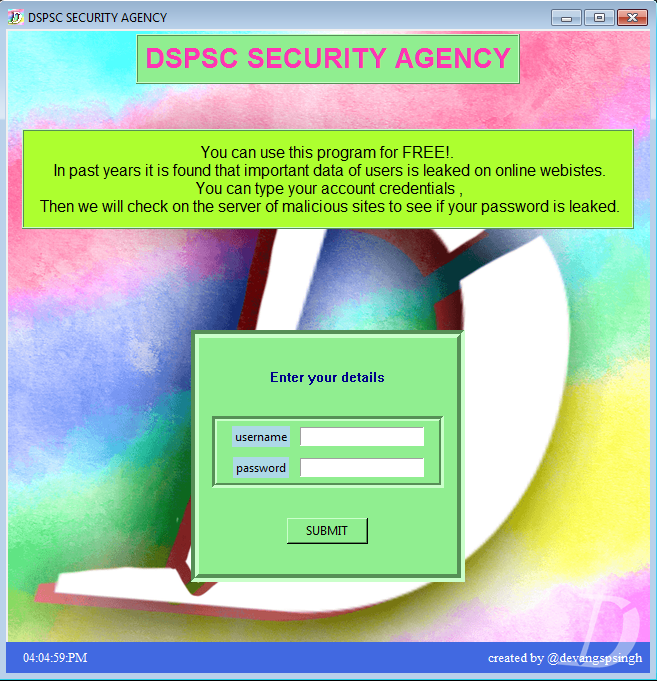 DSPSC SECURITY AGENCY
DSPSC SECURITY AGENCY
You can use this program for FREE!.
In past years it is found that important data of users is leaked on online webistes.
You can type your account credentials ,
Then we will check on the server of malicious sites to see if your password is leaked.
Enter your details
username
password
SUBMIT
04:04:59:PM
created by @devangspsingh